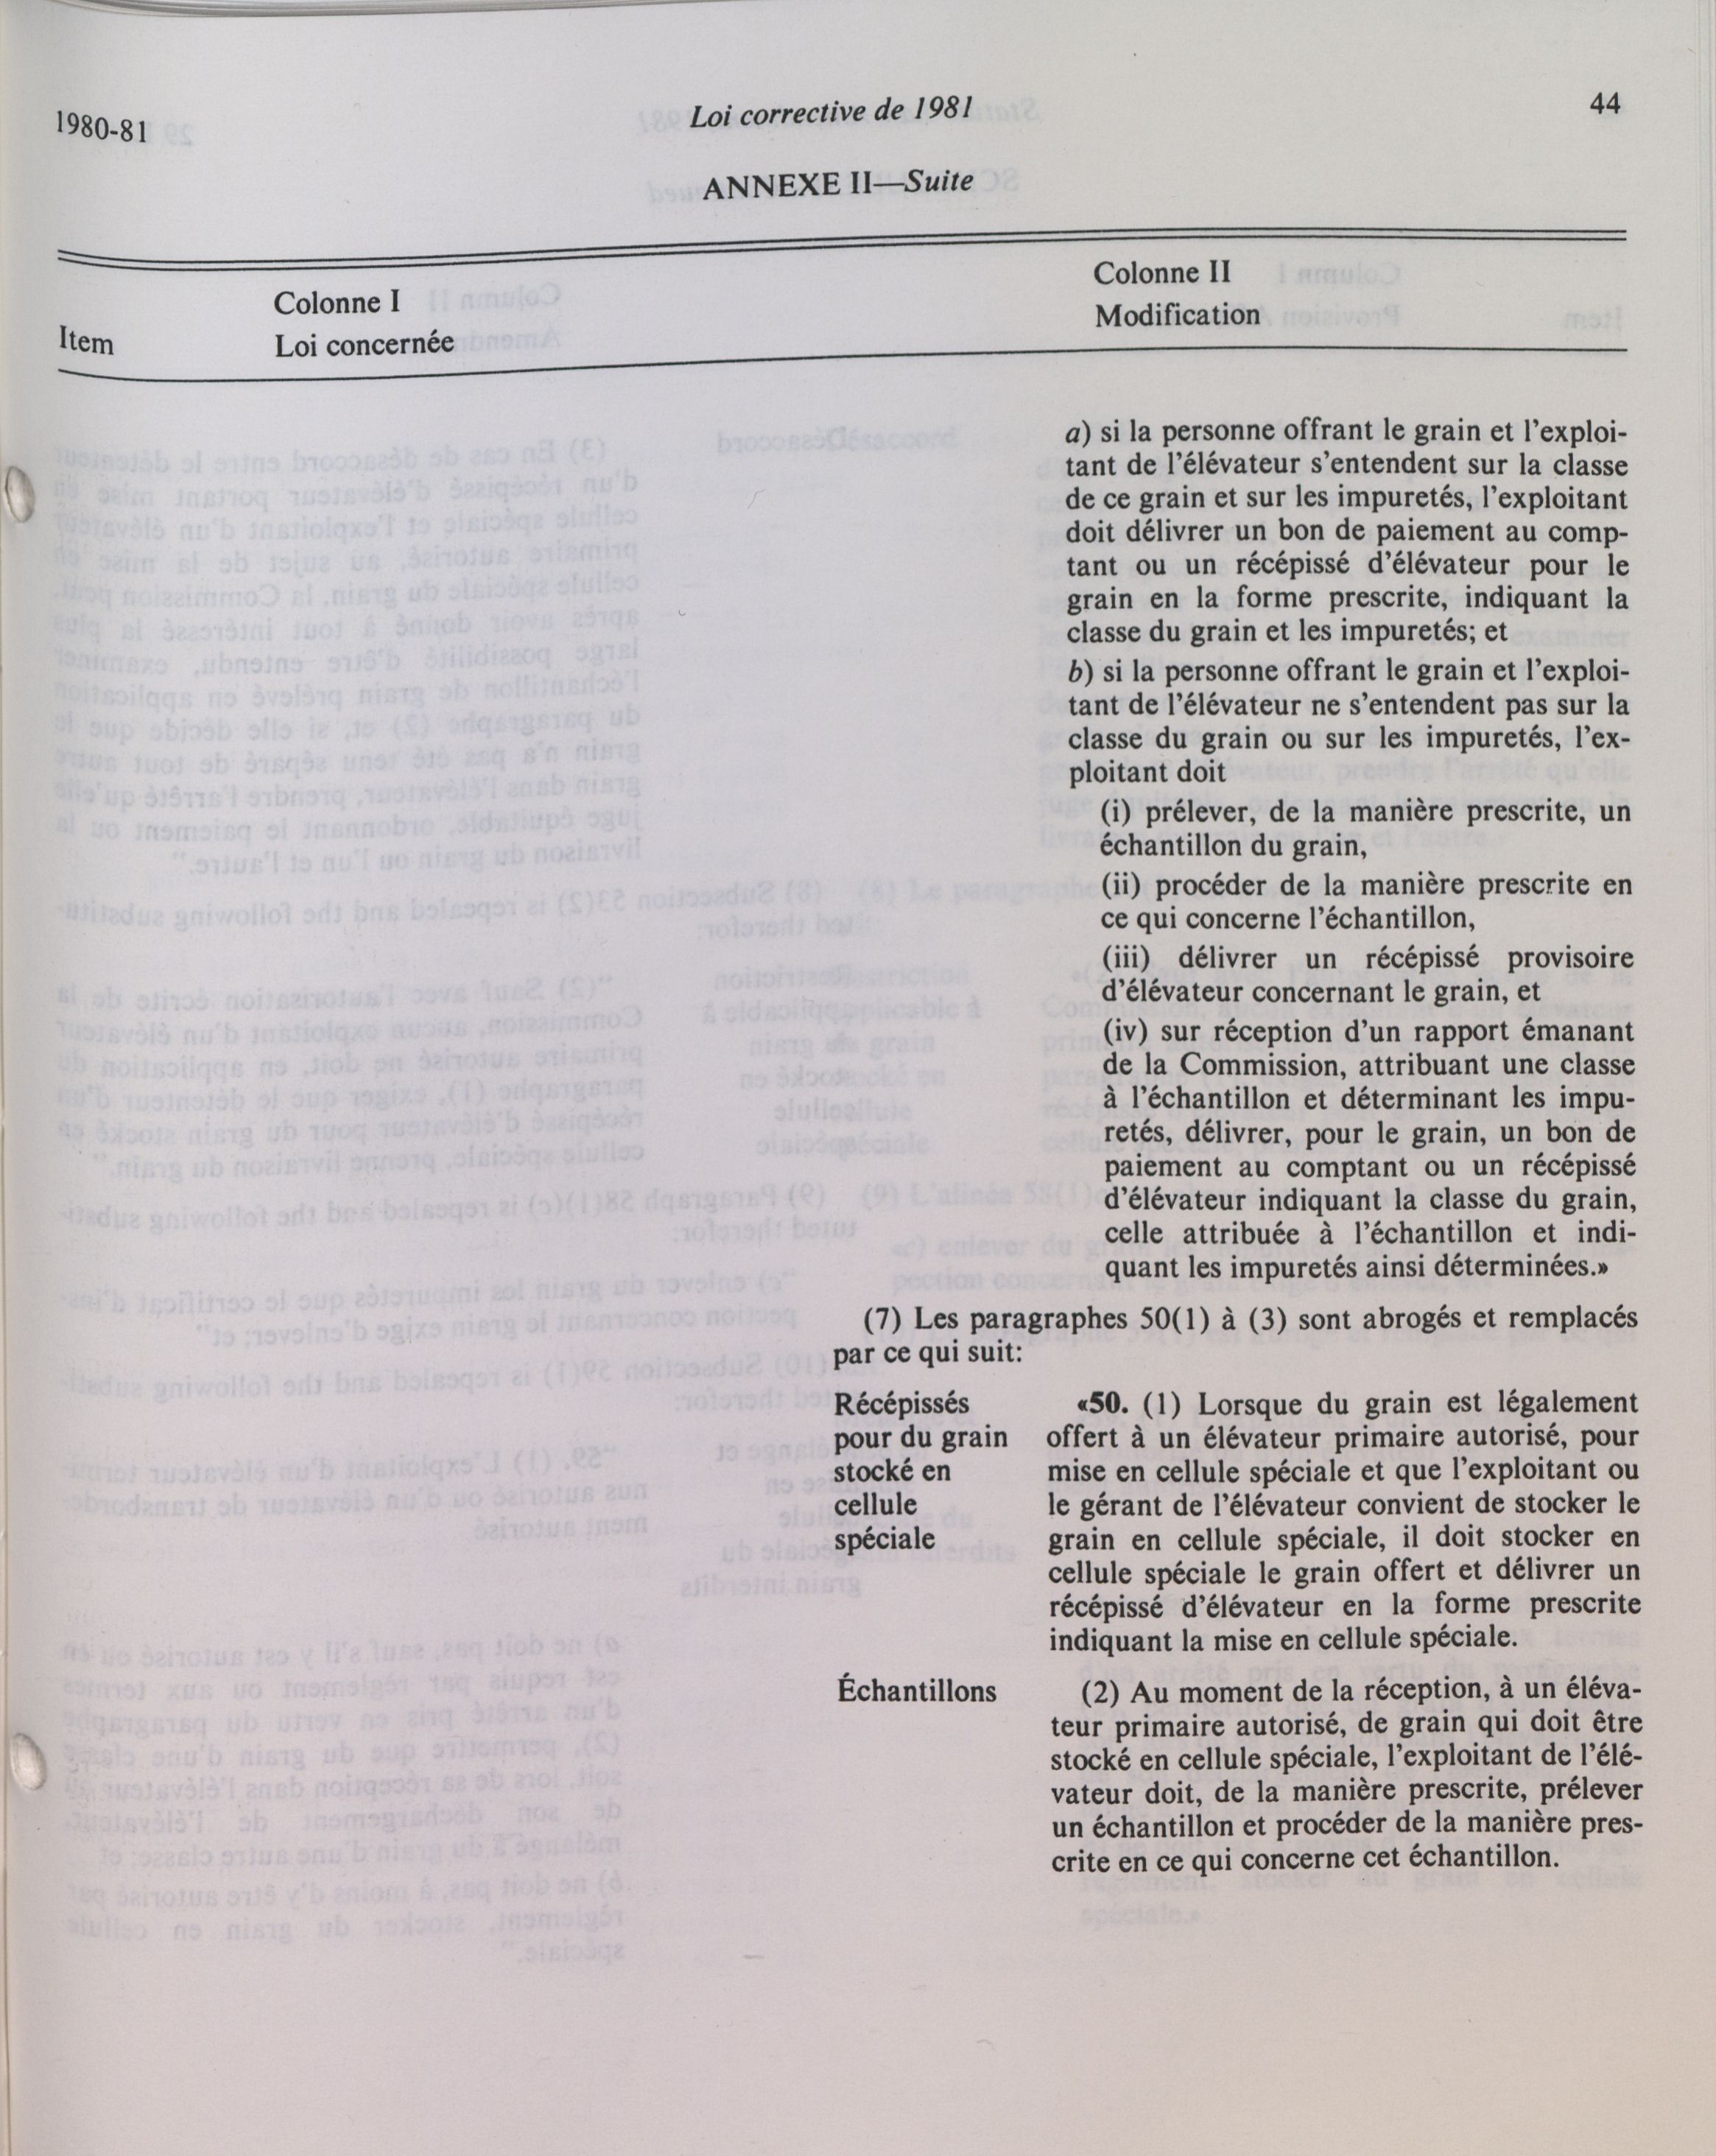 1980-81
Loi corrective de 1981
44
ANNEXE II—Suite
Item
Colonne I
Loi concernée
Colonne II
Modification
a) si la personne offrant le grain et l'exploi-
tant de l'élévateur s'entendent sur la classe
de ce grain et sur les impuretés, l'exploitant
doit délivrer un bon de paiement au comp-
tant ou un récépissé d'élévateur pour le
grain en la forme prescrite, indiquant la
classe du grain et les impuretés; et
b) si la personne offrant le grain et l'exploi-
tant de l'élévateur ne s'entendent pas sur la
classe du grain ou sur les impuretés, l'ex-
ploitant doit
(i) prélever, de la manière prescrite, un
échantillon du grain,
(ii) procéder de la manière prescrite en
ce qui concerne l'échantillon,
(iii) délivrer un récépissé provisoire
d'élévateur concernant le grain, et
(iv) sur réception d'un rapport émanant
de la Commission, attribuant une classe
à l'échantillon et déterminant les impu-
retés, délivrer, pour le grain, un bon de
paiement au comptant ou un récépissé
d'élévateur indiquant la classe du grain,
celle attribuée à l'échantillon et indi-
quant les impuretés ainsi déterminées.»
(7) Les paragraphes 50(1) à (3) sont abrogés et remplacés
par ce qui suit:
Récépissés
pour du grain
stocké en
cellule
spéciale
«50. (1) Lorsque du grain est légalement
offert à un élévateur primaire autorisé, pour
mise en cellule spéciale et que l'exploitant ou
le gérant de l'élévateur convient de stocker le
grain en cellule spéciale, il doit stocker en
cellule spéciale le grain offert et délivrer un
récépissé d'élévateur en la forme prescrite
indiquant la mise en cellule spéciale.
Échantillons
(2) Au moment de la réception, à un éléva-
teur primaire autorisé, de grain qui doit être
stocké en cellule spéciale, l'exploitant de l'élé-
vateur doit, de la manière prescrite, prélever
un échantillon et procéder de la manière pres-
crite en ce qui concerne cet échantillon.